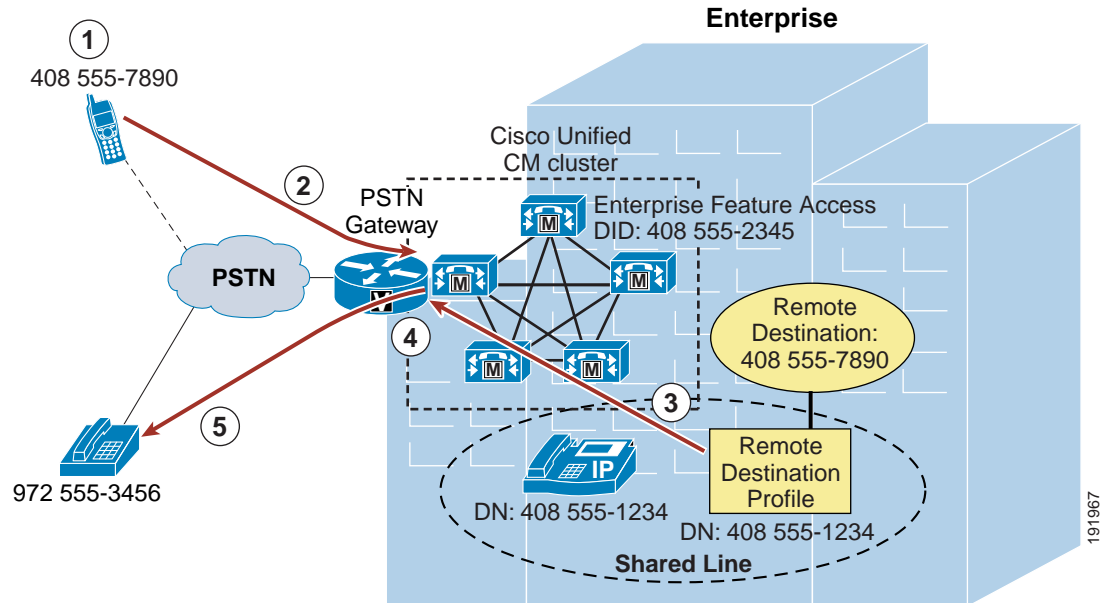 Enterprise
1
408 555-7890
Cisco Unified
CM cluster
2
PSTN
Gateway
Enterprise Feature Access
DID: 408 555-2345
M
M
M
M
M
PSTN
V
4
Remote
Destination:
408 555-7890
3
5
IP
Remote
Destination
Profile
972 555-3456
DN: 408 555-1234
DN: 408 555-1234
Shared Line
191967